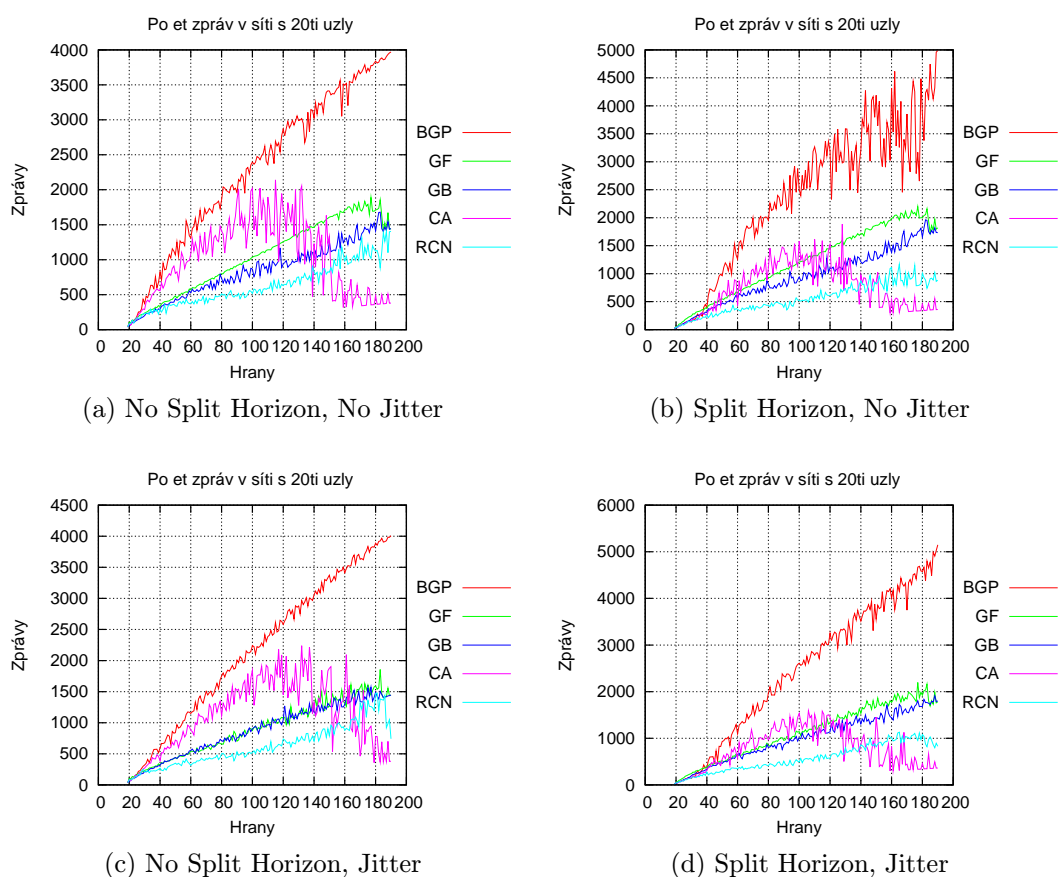 Po et zpráv v síti s 20ti uzly
4000
3500
3000
2500
2000
1500
1000
500
0
0 20 40 60 80 100 120 140 160 180 200
Zprávy
Hrany
BGP
GF
GB
CA
RCN
(a) No Split Horizon, No Jitter
Po et zpráv v síti s 20ti uzly
5000
4500
4000
3500
3000
2500
2000
1500
1000
500
0
0 20 40 60 80 100 120 140 160 180 200
Zprávy
Hrany
BGP
GF
GB
CA
RCN
(b) Split Horizon, No Jitter
Po et zpráv v síti s 20ti uzly
4500
4000
3500
3000
2500
2000
1500
1000
500
0
0 20 40 60 80 100 120 140 160 180 200
Zprávy
Hrany
BGP
GF
GB
CA
RCN
(c) No Split Horizon, Jitter
Po et zpráv v síti s 20ti uzly
6000
5000
4000
3000
2000
1000
0
0 20 40 60 80 100 120 140 160 180 200
Zprávy
Hrany
BGP
GF
GB
CA
RCN
(d) Split Horizon, Jitter